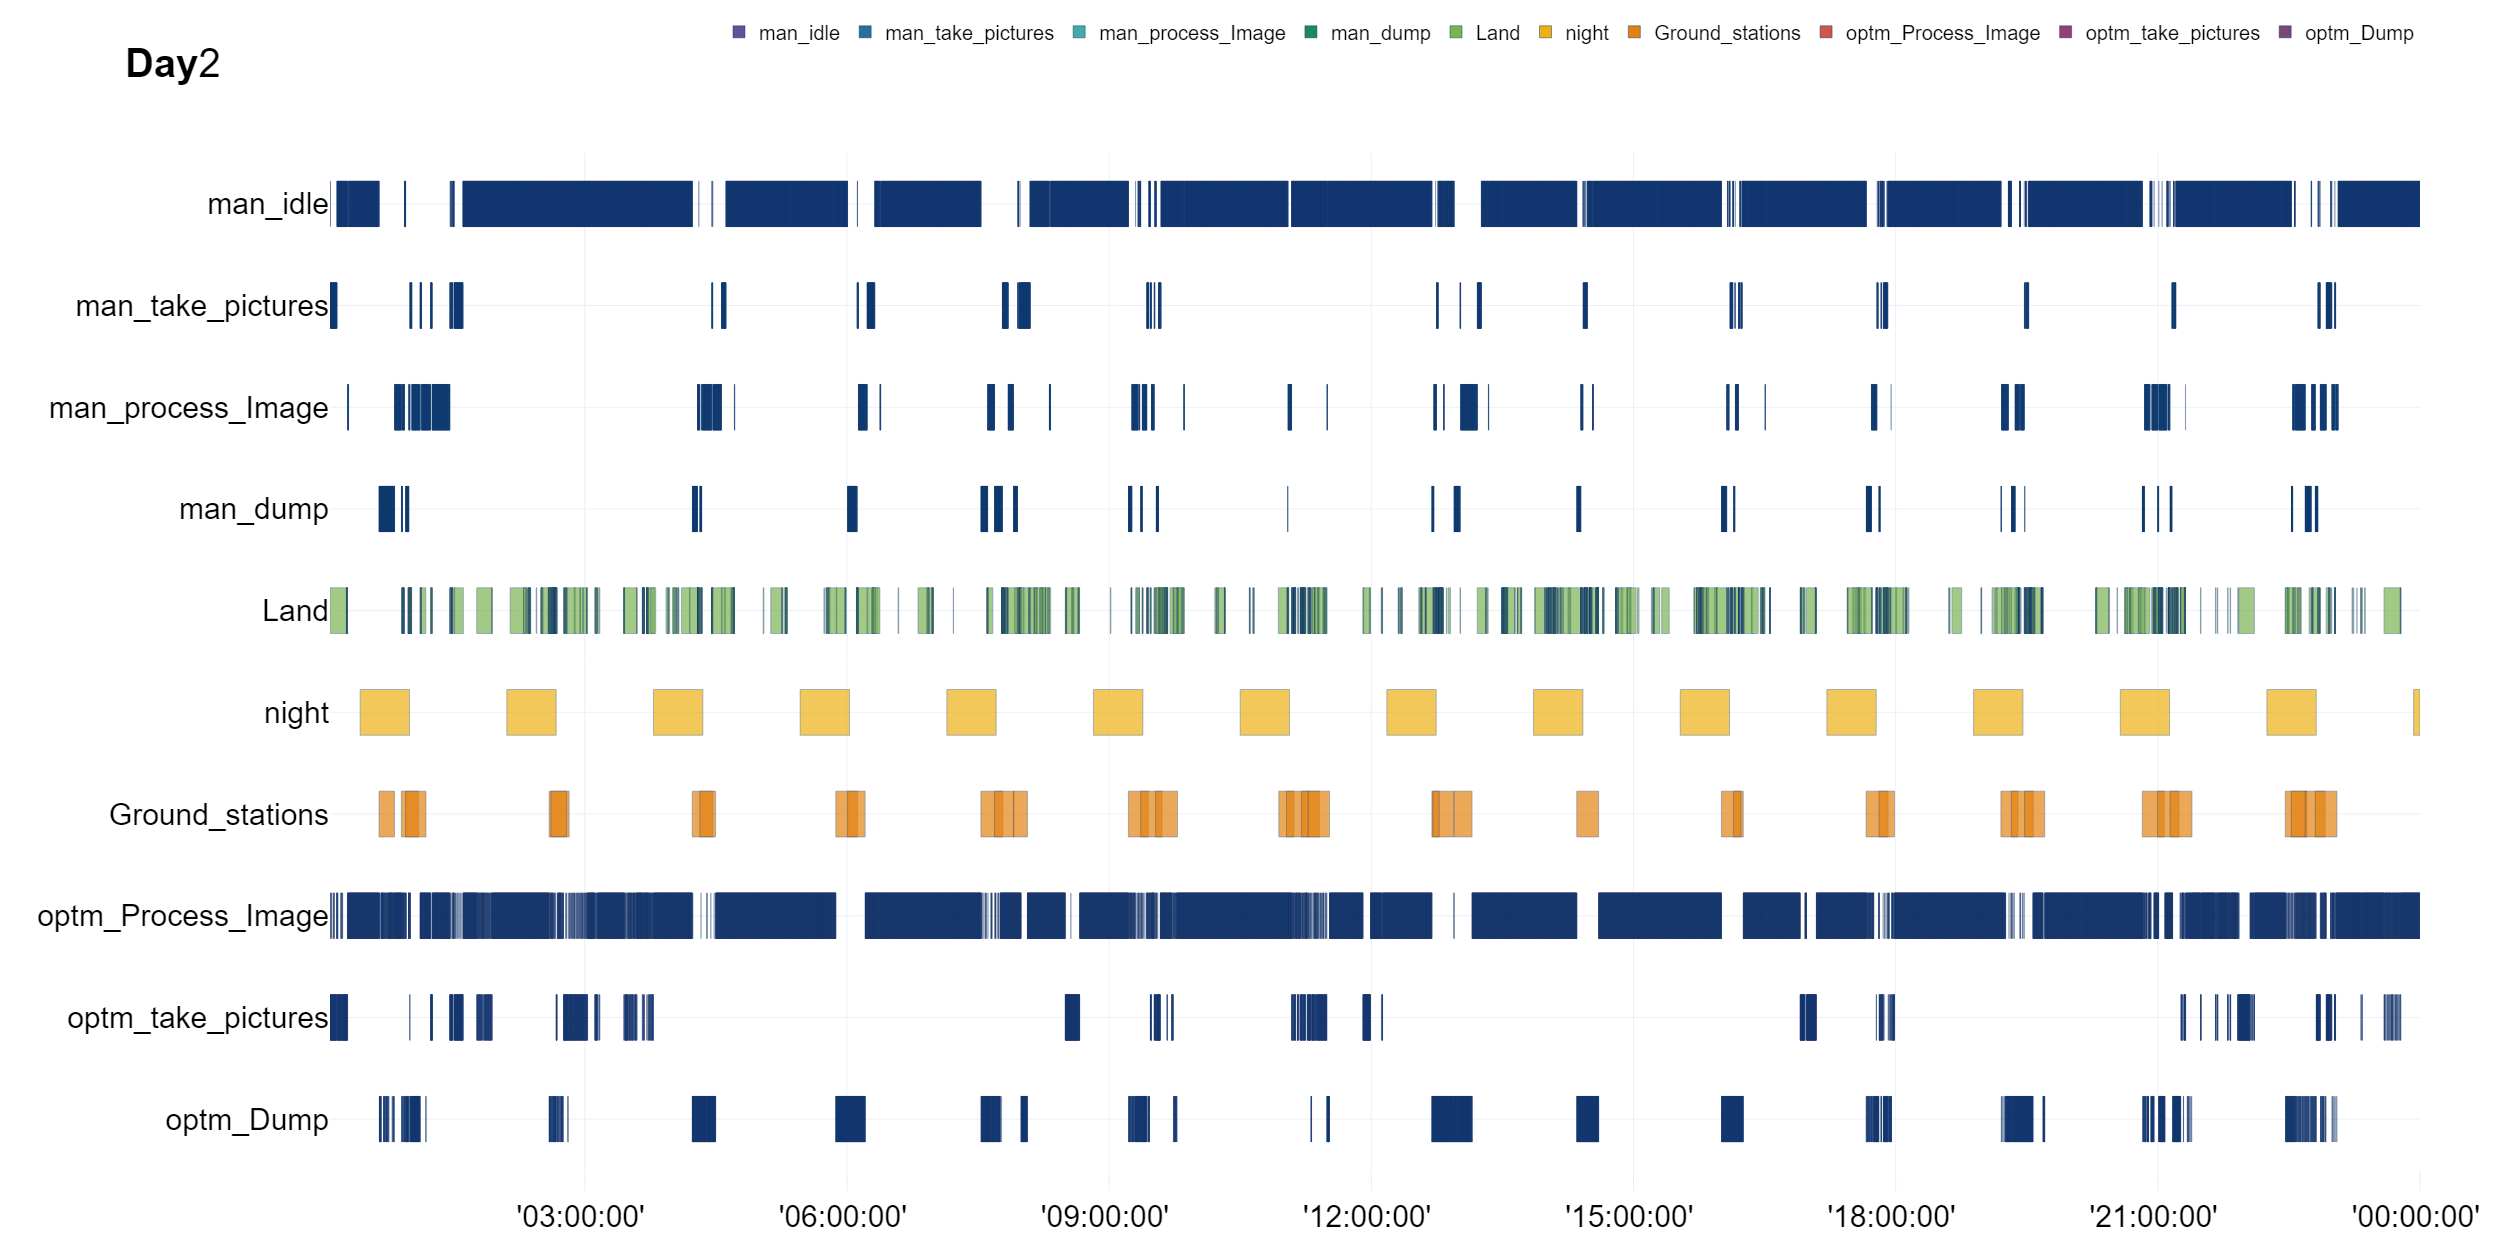 man_idle man_take_pictures man_process_Image man_dump Land night Ground_stations optm_Process_Image optm_take_pictures optm_Dump
Day2
man_idle
man_take_pictures
man_process_Image
man_dump
Land
night
Ground_stations
optm_Process_Image
optm_take_pictures
optm_Dump
'03:00:00' '06:00:00' '09:00:00' '12:00:00' '15:00:00' '18:00:00' '21:00:00' '00:00:00'